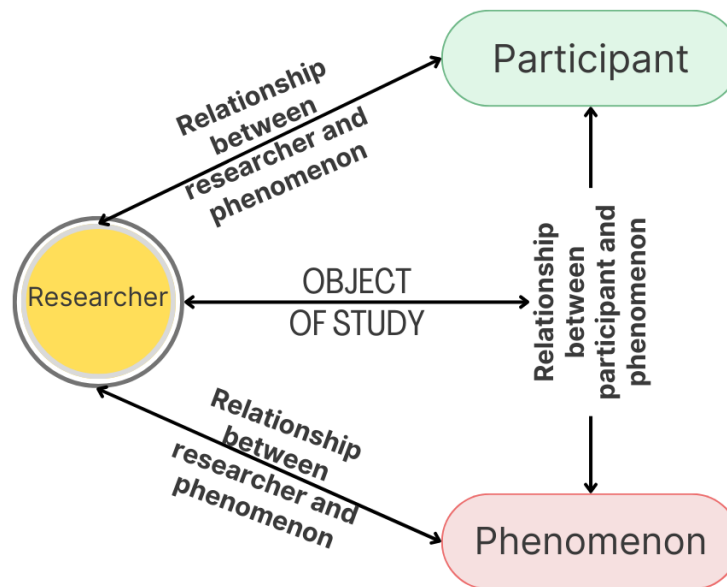 Participant
Relationship
between
researcher and
phenomenon
Researcher
OBJECT
OF STUDY
Relationship
between
participant and
phenomenon
Relationship
between
researcher and
phenomenon
Phenomenon